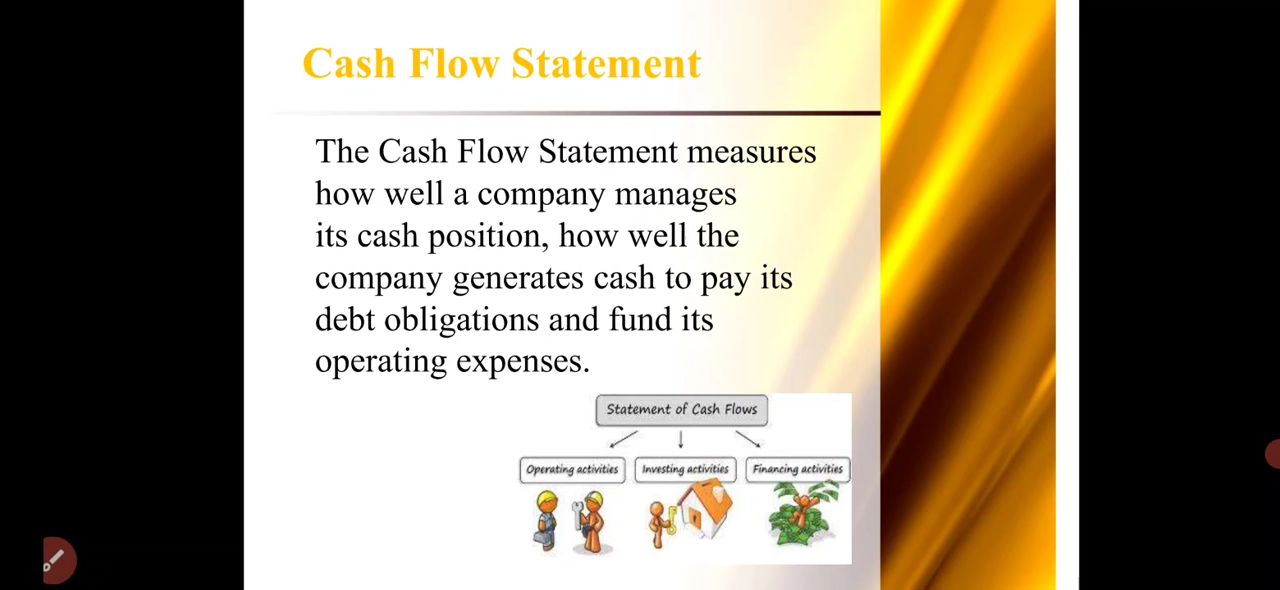 Cash Flow Statement
The Cash Flow Statement measures
how well a company manages
its cash position, how well the
company generates cash to pay its
debt obligations and fund its
operating expenses.
Statement of Cash Flows
Operating activities
Investing activities
Financing activities